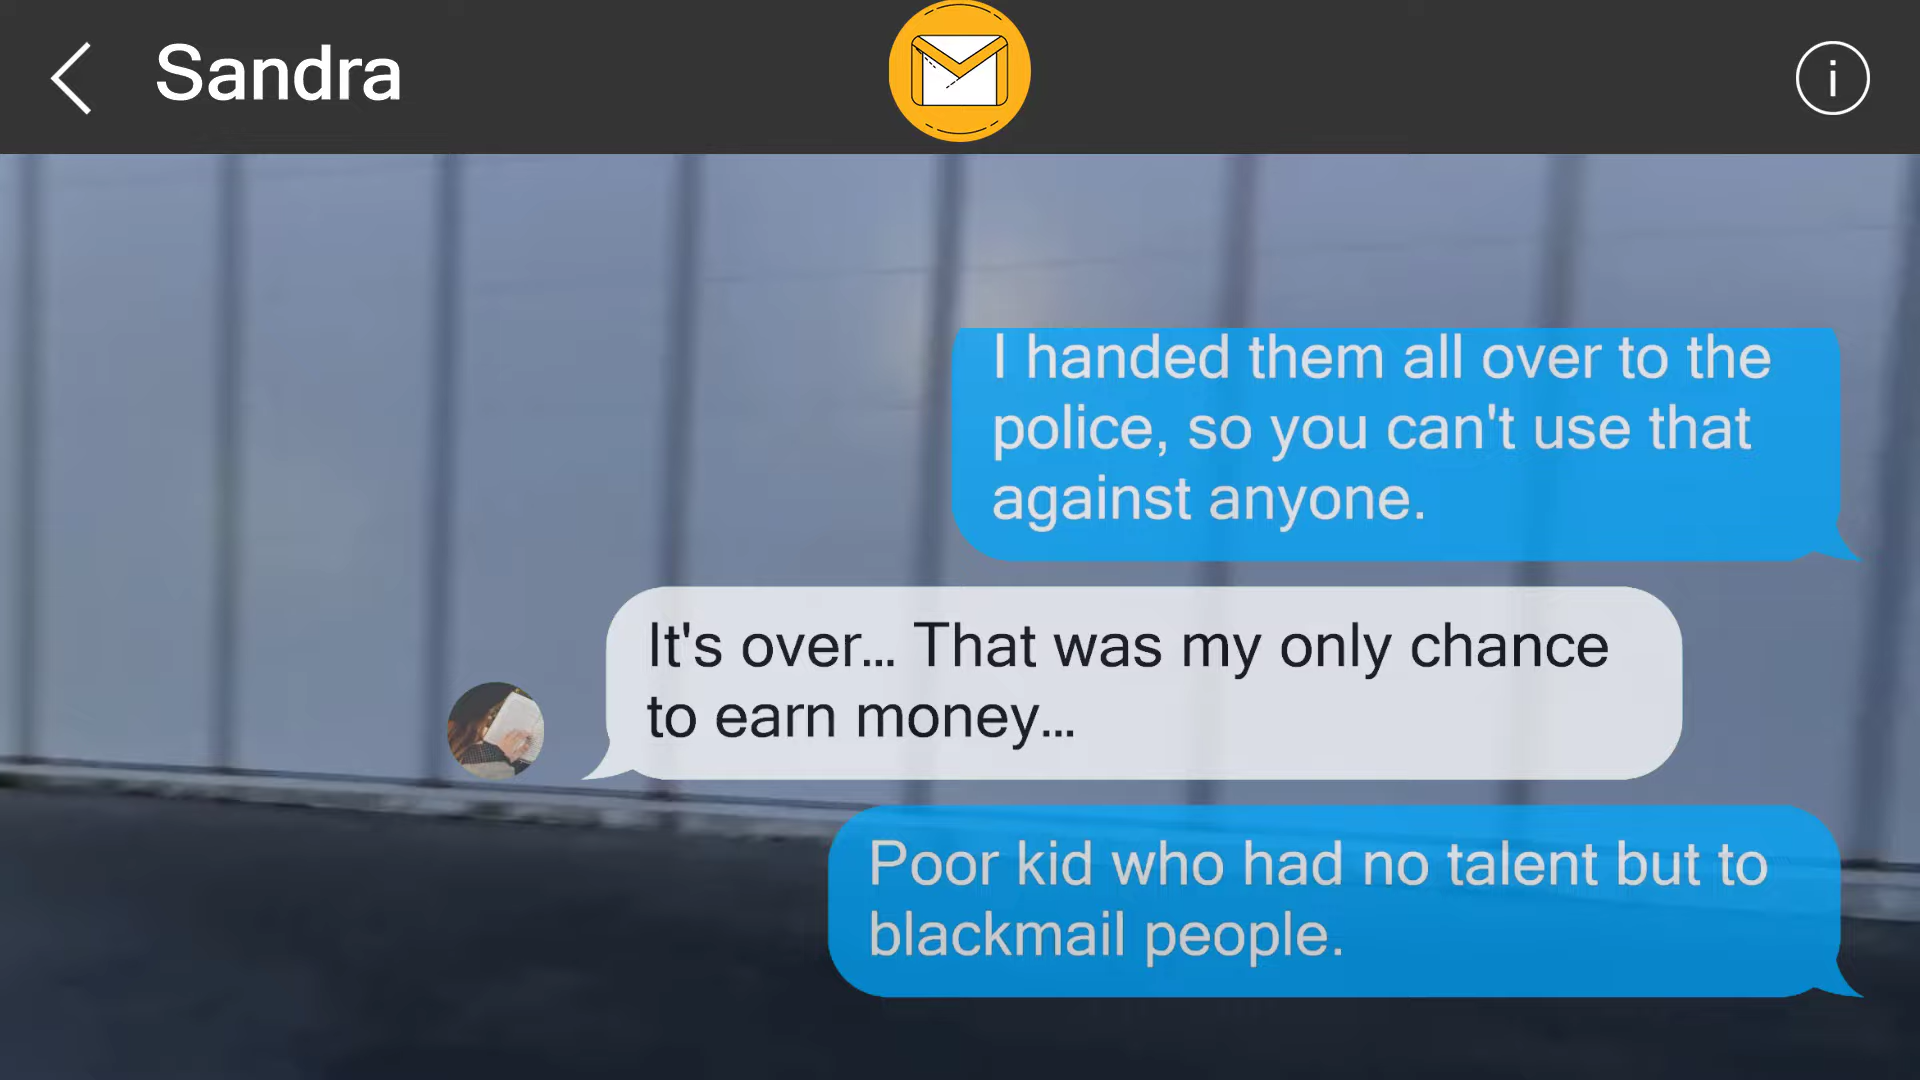 Sandra
I handed them all over to the
police, so you can't use that
against anyone.
It's over... That was my only chance
to earn money...
Poor kid who had no talent but to
blackmail people.